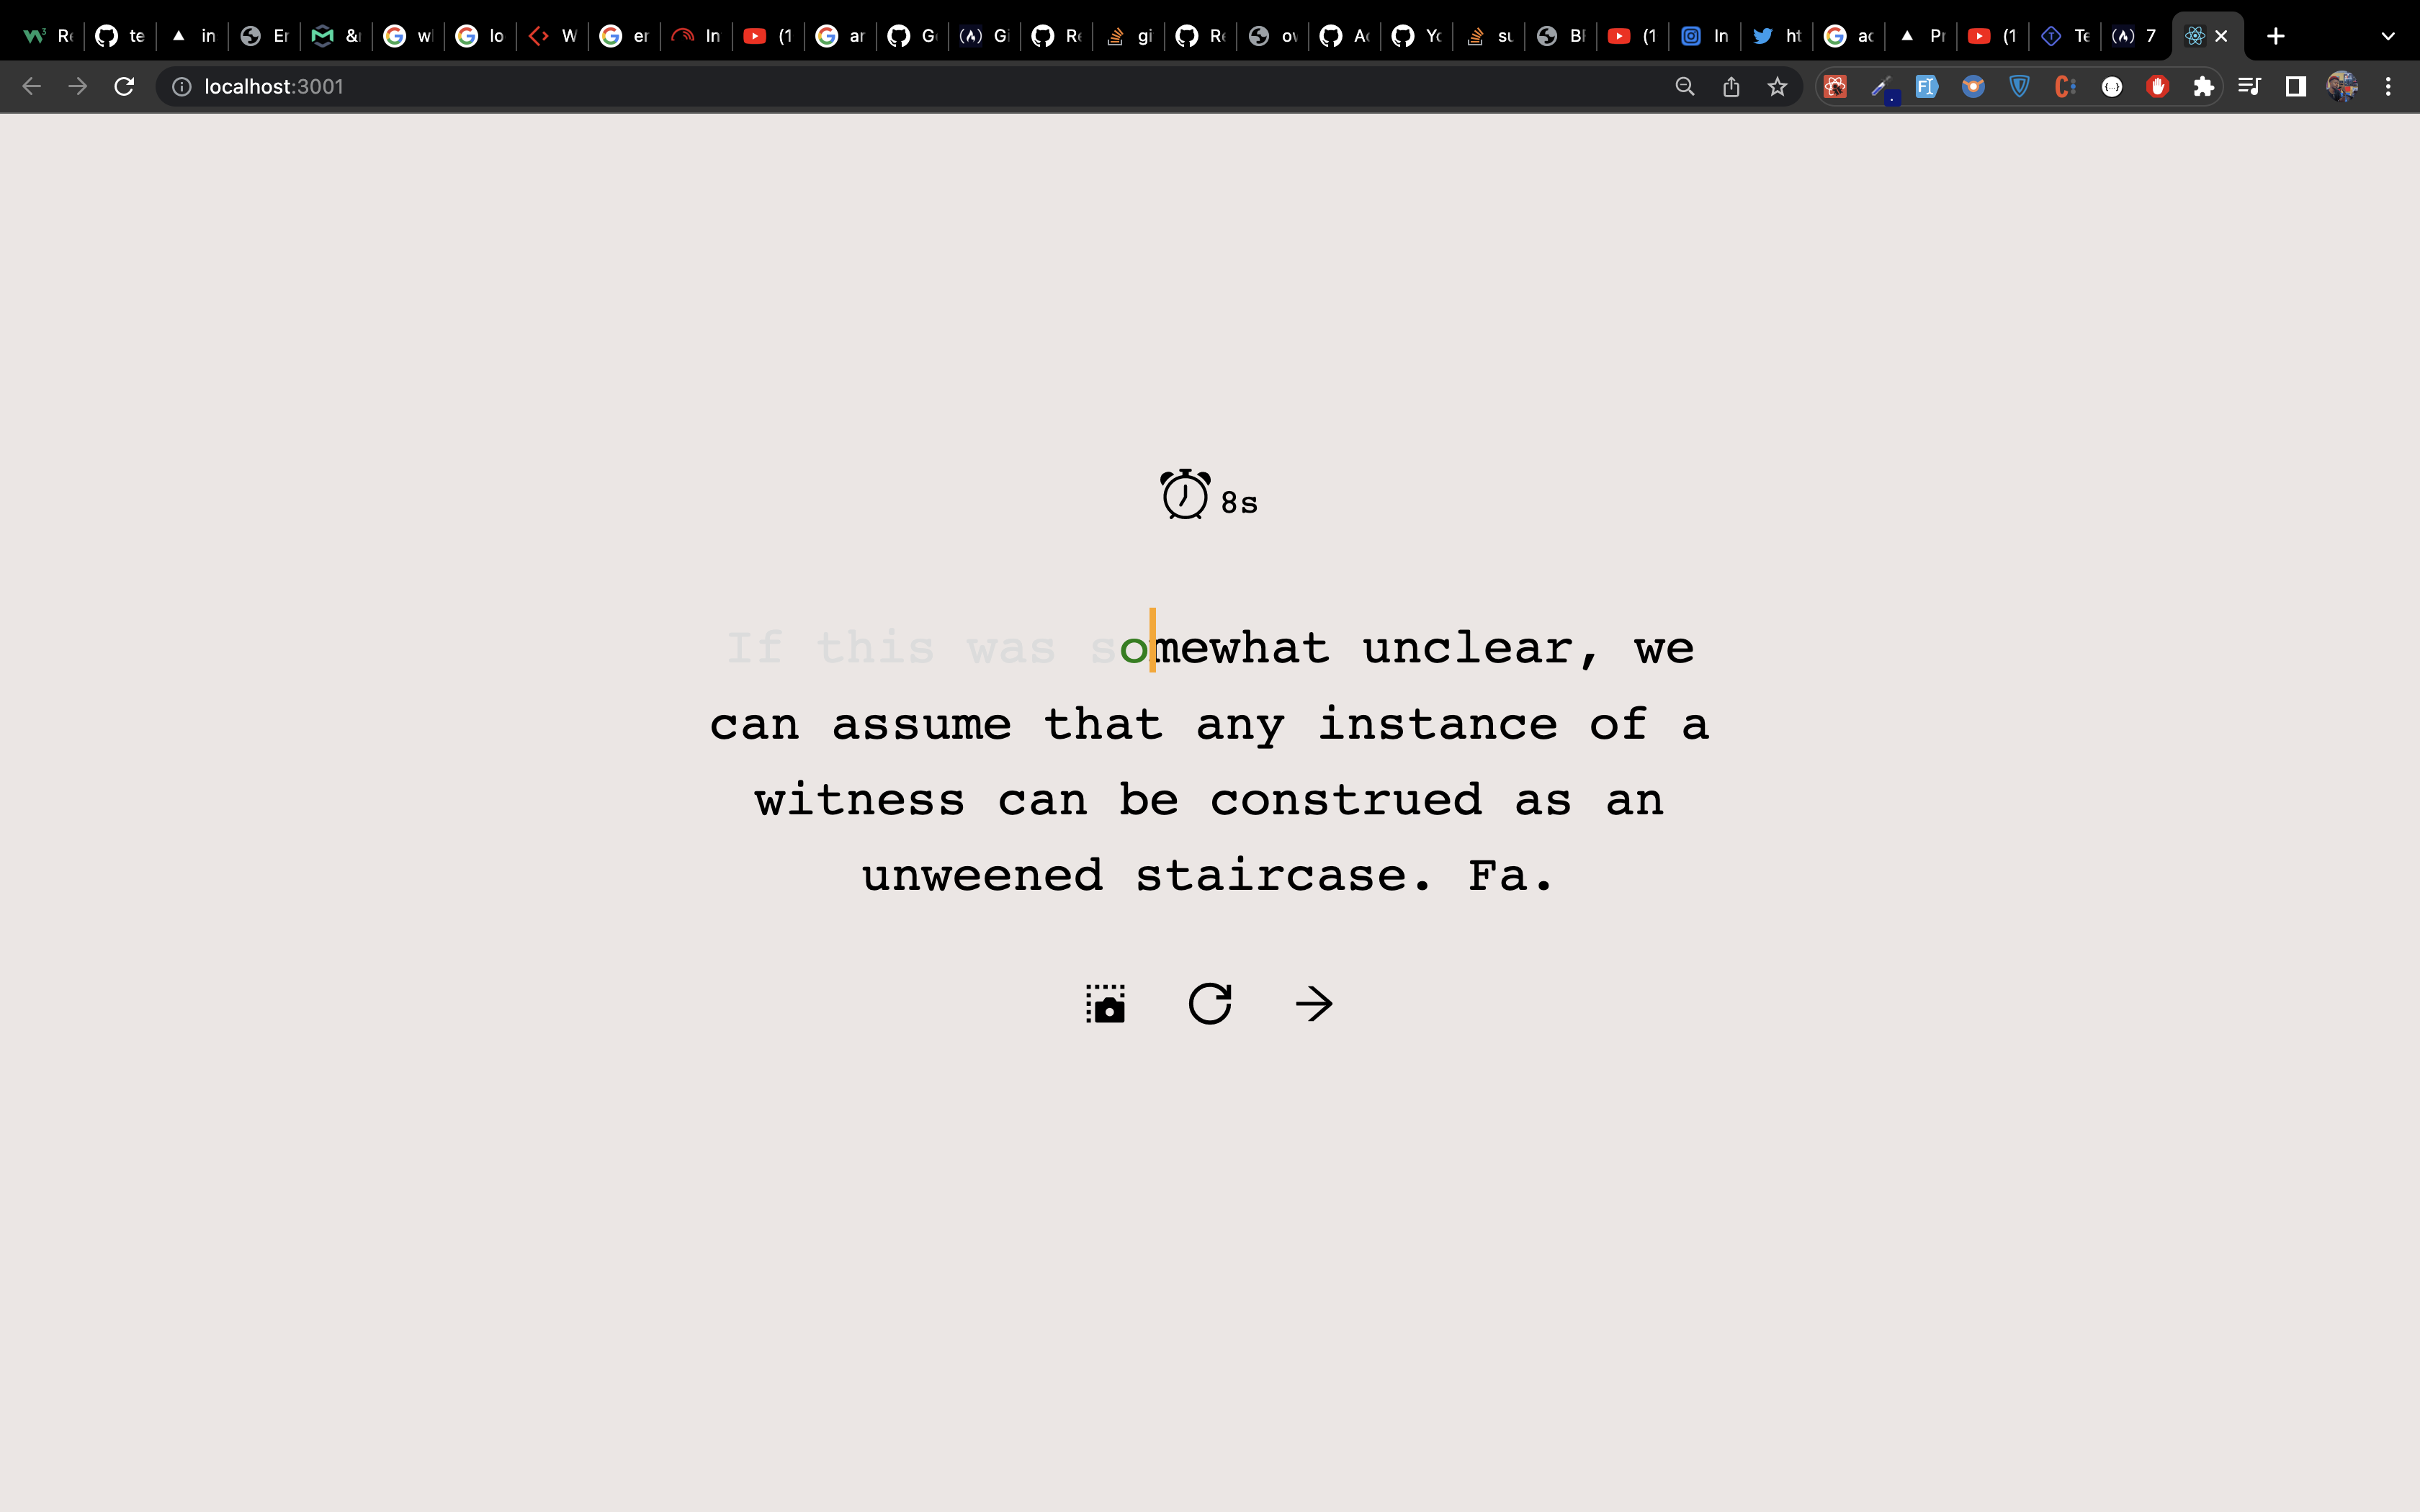 Re te in Er &r w lo W er In (1 ar G Gi Re gi Re ov Ac Yo su Bl (1 In ht ac Pr (1 Te 7
localhost:3001
8s
If this was somewhat unclear, we
can assume that any instance of a
witness can be construed as an
unweened staircase. Fa.